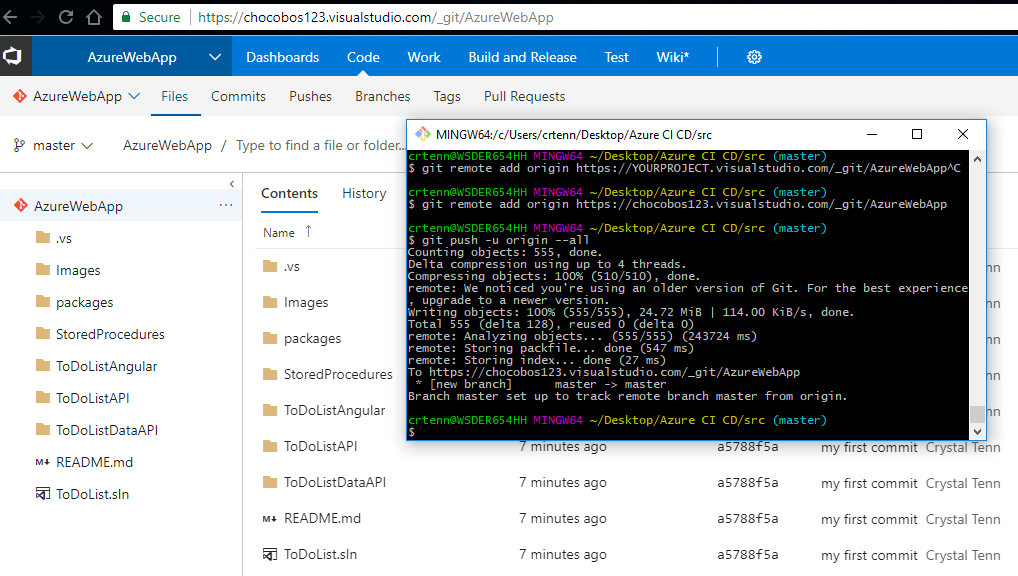 Secure https://chocobos123.visualstudio.com/_git/AzureWebApp
AzureWebApp Dashboards Code Work Build and Release Test Wiki*
AzureWebApp Files Commits Pushes Branches Tags Pull Requests
master AzureWebApp / Type to find a file or folder...
AzureWebApp
.vs
Images
packages
StoredProcedures
ToDoListAngular
ToDoListAPI
ToDoListDataAPI
M+ README.md
ToDoList.sln
Contents History
Name ↑
.vs
Images
packages
StoredProcedures
ToDoListAngular
ToDoListAPI 7 minutes ago a5788f5a my first commit Crystal Tenn
ToDoListDataAPI 7 minutes ago a5788f5a my first commit Crystal Tenn
M+ README.md 7 minutes ago a5788f5a my first commit Crystal Tenn
ToDoList.sln 7 minutes ago a5788f5a my first commit Crystal Tenn
MINGW64:/c/Users/crtenn/Desktop/Azure CI CD/src
crtenn@WSDER654HH MINGW64 ~/Desktop/Azure CI CD/src (master)
$ git remote add origin https://YOURPROJECT.visualstudio.com/_git/AzureWebApp^C
crtenn@WSDER654HH MINGW64 ~/Desktop/Azure CI CD/src (master)
$ git remote add origin https://chocobos123.visualstudio.com/_git/AzureWebApp
crtenn@WSDER654HH MINGW64 ~/Desktop/Azure CI CD/src (master)
$ git push -u origin --all
Counting objects: 555, done.
Delta compression using up to 4 threads.
Compressing objects: 100% (510/510), done.
remote: We noticed you're using an older version of Git. For the best experience
, upgrade to a newer version.
Writing objects: 100% (555/555), 24.72 MiB | 114.00 KiB/s, done.
Total 555 (delta 128), reused 0 (delta 0)
remote: Analyzing objects... (555/555) (243724 ms)
remote: Storing packfile... done (547 ms)
remote: Storing index... done (27 ms)
To https://chocobos123.visualstudio.com/_git/AzureWebApp
* [new branch] master -> master
Branch master set up to track remote branch master from origin.
crtenn@WSDER654HH MINGW64 ~/Desktop/Azure CI CD/src (master)
$